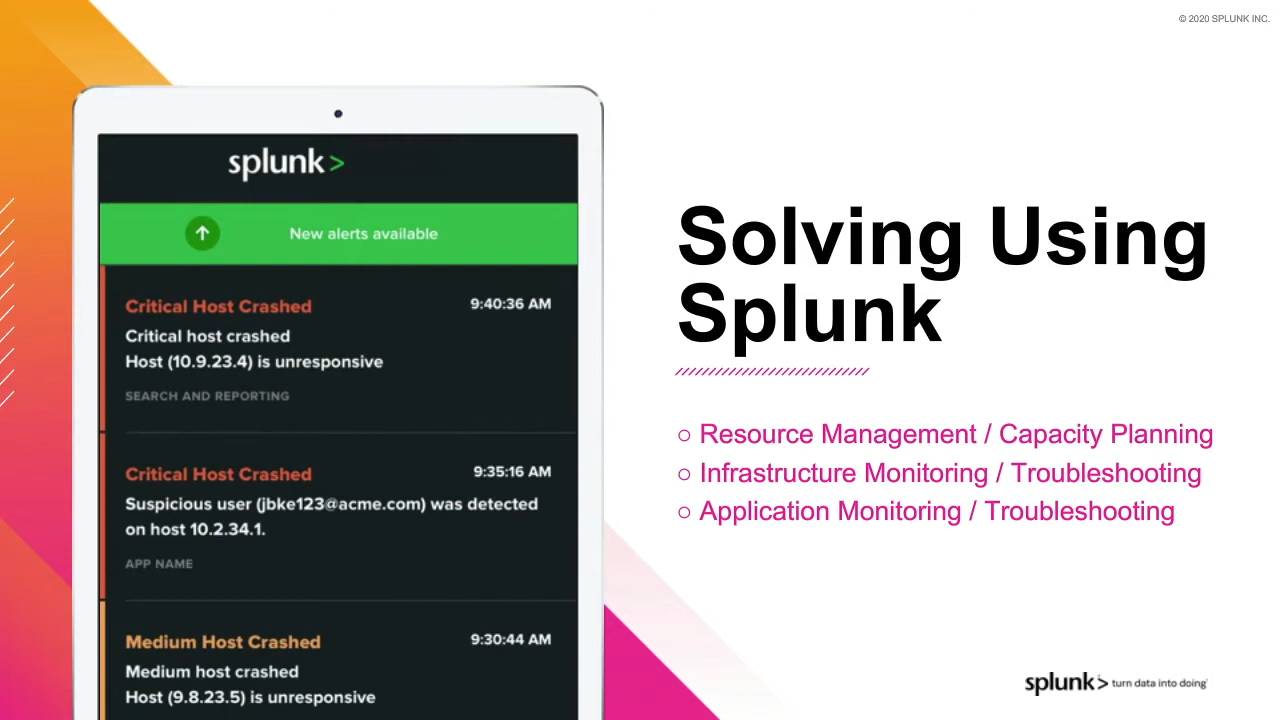 © 2020 SPLUNK INC.
splunk>
New alerts available
Critical Host Crashed
9:40:36 AM
Critical host crashed
Host (10.9.23.4) is unresponsive
SEARCH AND REPORTING
Critical Host Crashed
9:35:16 AM
Suspicious user (jbke123@acme.com) was detected
on host 10.2.34.1.
APP NAME
Medium Host Crashed
9:30:44 AM
Medium host crashed
Host (9.8.23.5) is unresponsive
Solving Using
Splunk
○ Resource Management / Capacity Planning
○ Infrastructure Monitoring / Troubleshooting
○ Application Monitoring / Troubleshooting
splunk> turn data into doing